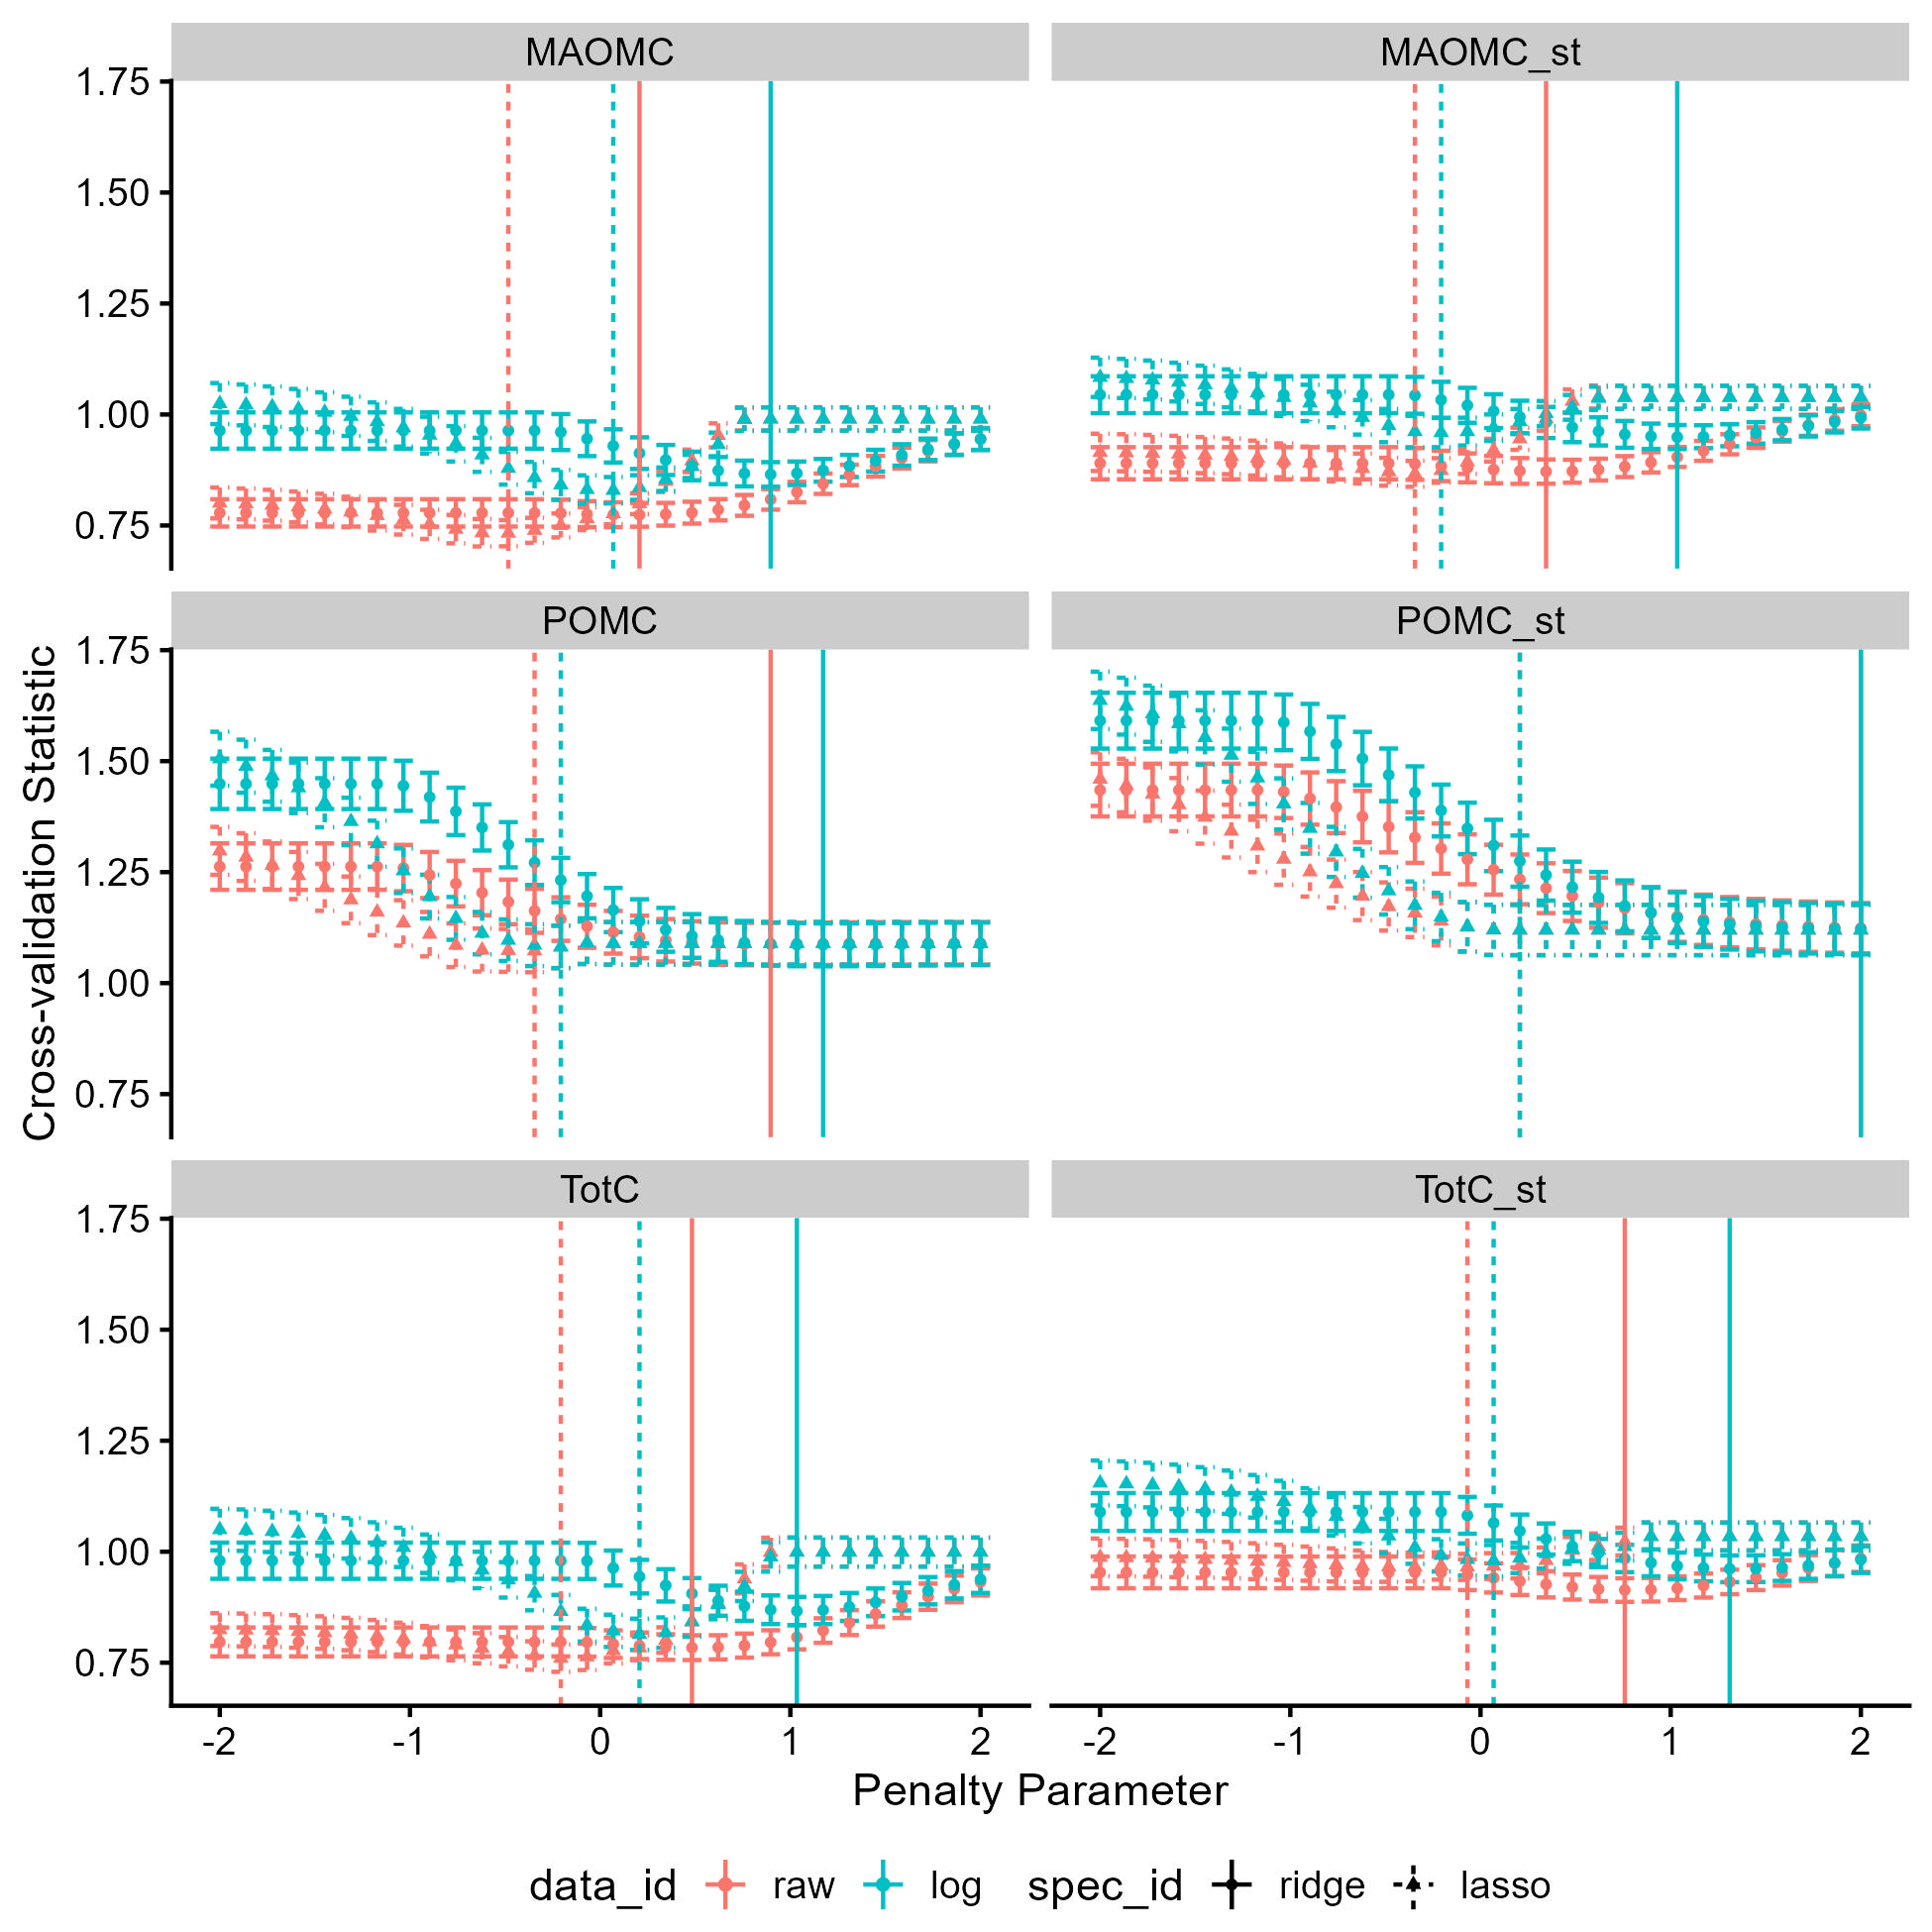 MAOMC
MAOMC_st
1.75
1.50
1.25
1.00
0.75
POMC
POMC_st
1.75
1.50
1.25
1.00
0.75
Cross-validation Statistic
TotC
TotC_st
1.75
1.50
1.25
1.00
0.75
-2 -1 0 1 2
-2 -1 0 1 2
Penalty Parameter
data_id raw log spec_id ridge lasso